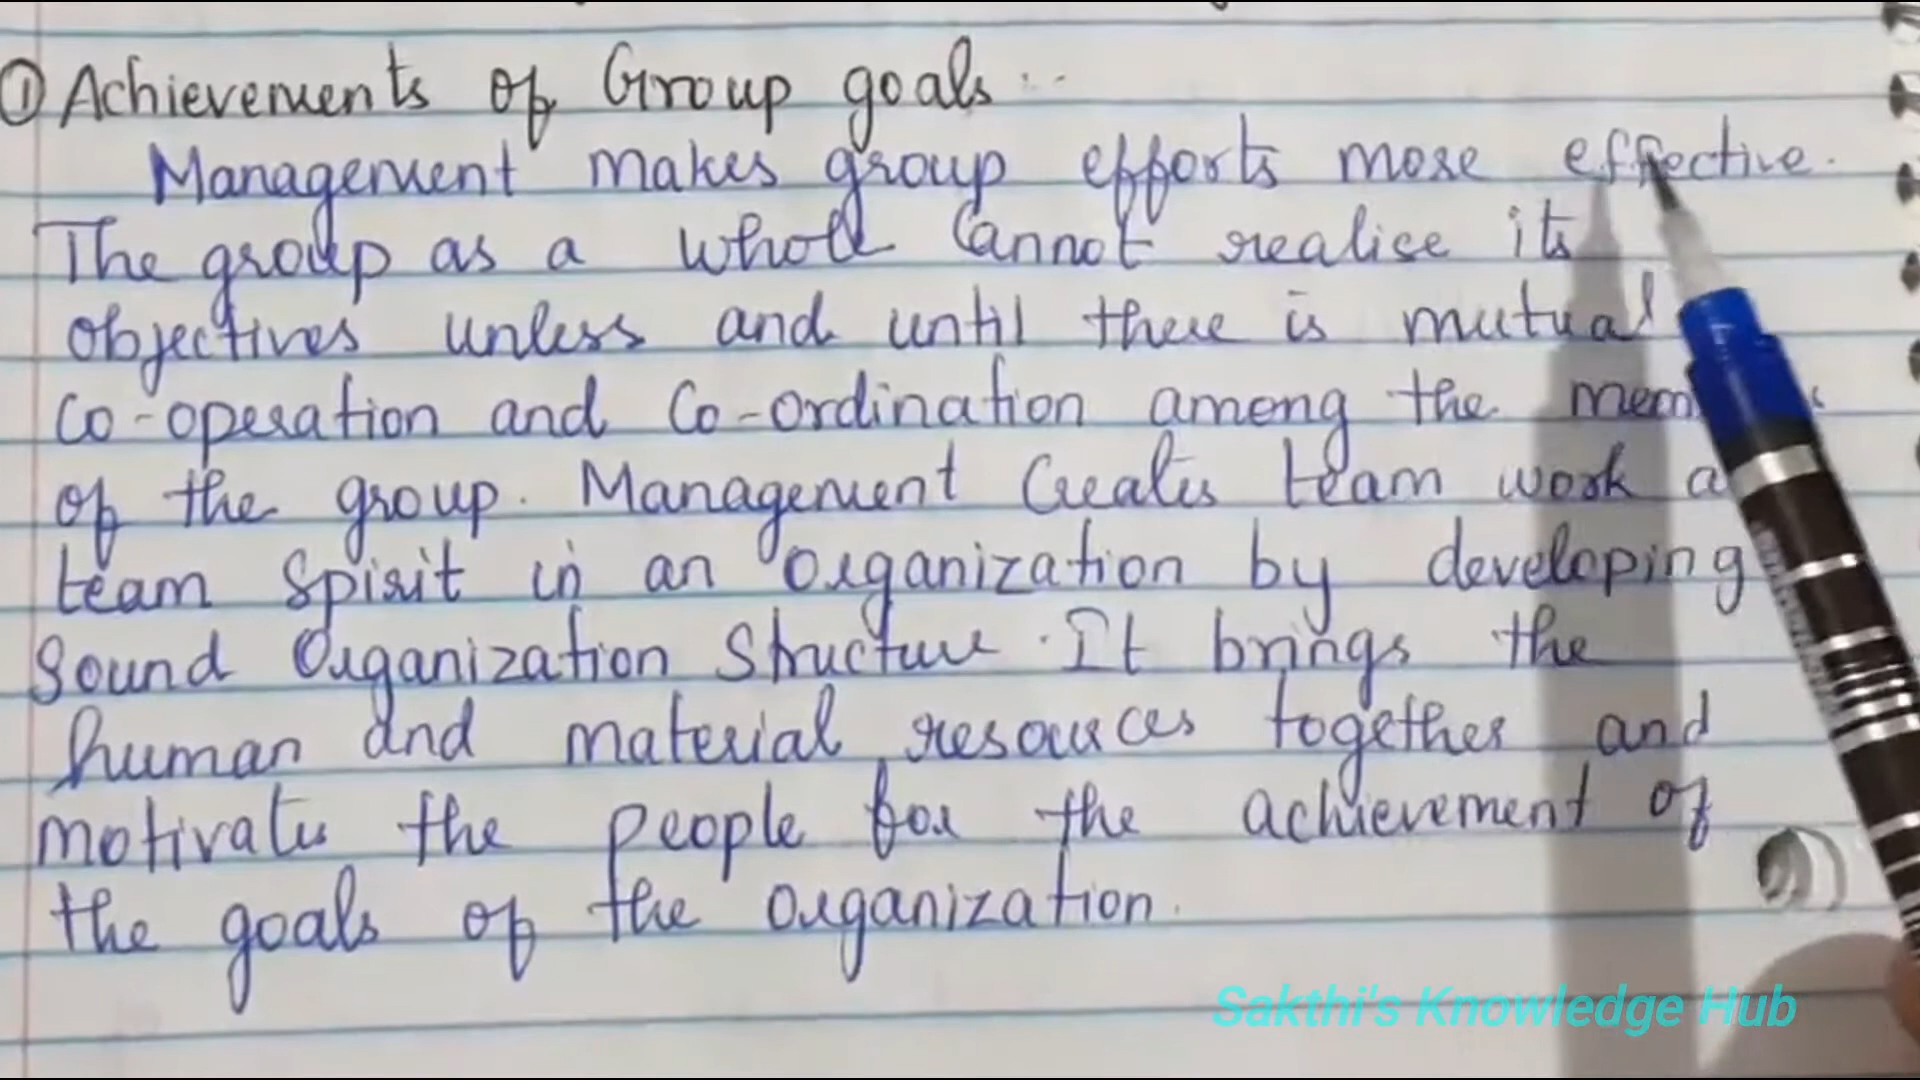 ① Achievements of Group goals :-
Management makes group efforts more effective.
The group as a whole Cannot realise its
objectives unless and until there is mutual
Co-operation and Co-ordination among the
of the group. Management Creates team work
team Spirit in an Organization by developing
Sound Organization Structure. It brings the
human and material resources together and
motivates the people for the achievement of
the goals of the Organization.
Sakthi's Knowledge Hub